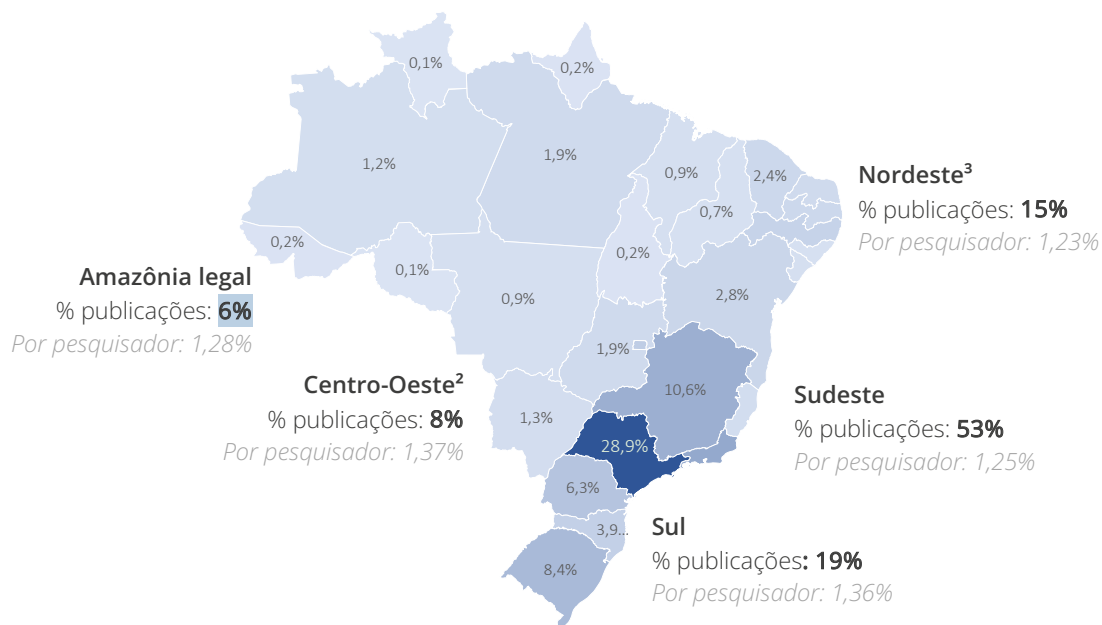 0,1%
0,2%
1,2%
1,9%
0,9%
2,4%
0,7%
Nordeste³
% publicações: 15%
Por pesquisador: 1,23%
0,2%
0,1%
0,2%
0,9%
2,8%
Amazônia legal
% publicações: 6%
Por pesquisador: 1,28%
1,9%
10,6%
Centro-Oeste²
% publicações: 8%
Por pesquisador: 1,37%
1,3%
28,9%
Sudeste
% publicações: 53%
Por pesquisador: 1,25%
6,3%
3,9...
8,4%
Sul
% publicações: 19%
Por pesquisador: 1,36%